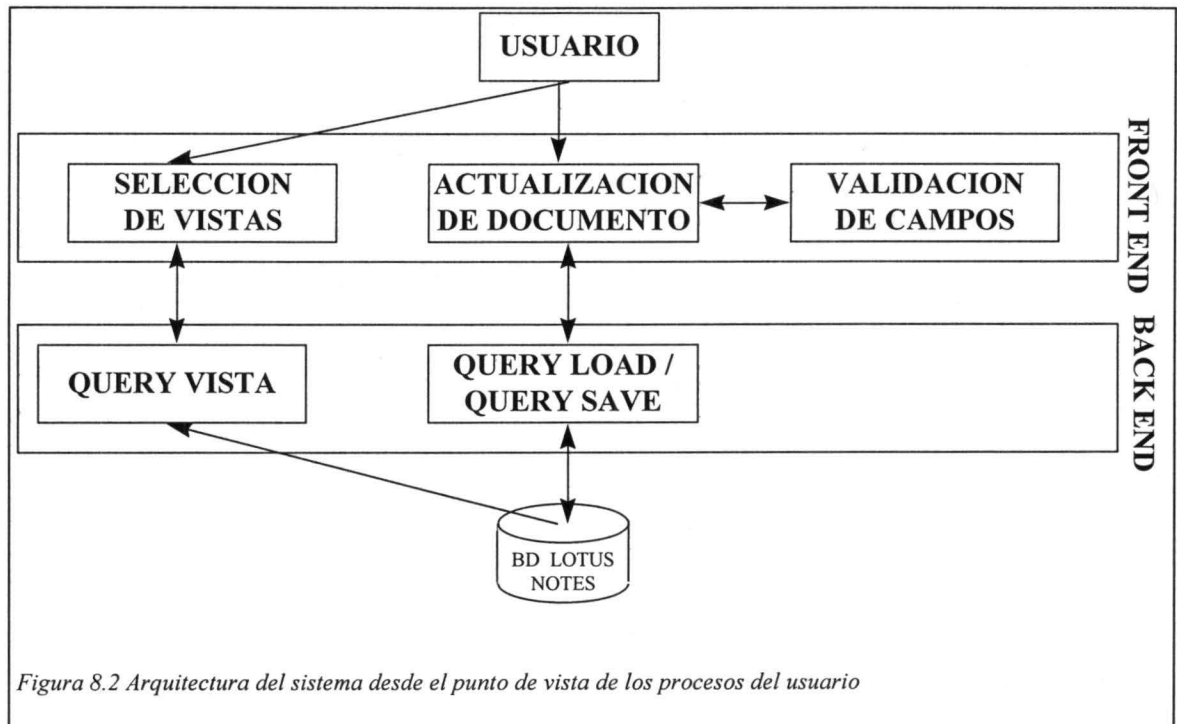 USUARIO
SELECCION
DE VISTAS
ACTUALIZACION
DE DOCUMENTO
VALIDACION
DE CAMPOS
FRONT END
QUERY VISTA
QUERY LOAD /
QUERY SAVE
BACK END
BD LOTUS
NOTES
Figura 8.2 Arquitectura del sistema desde el punto de vista de los procesos del usuario